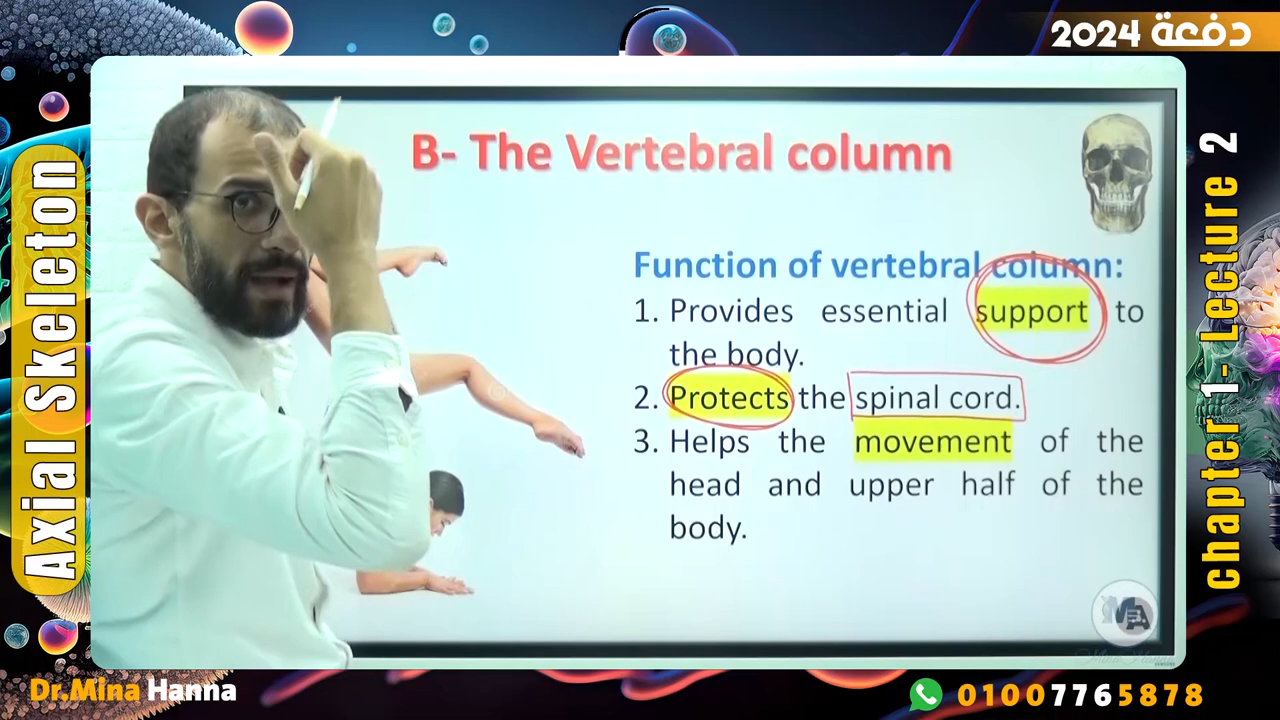 دفعة 2024
B- The Vertebral column
Function of vertebral column:
1. Provides essential support to
the body.
2. Protects the spinal cord.
3. Helps the movement of the
head and upper half of the
body.
Axial Skeleton
chapter 1- Lecture 2
MA
Dr.Mina Hanna
01007765878